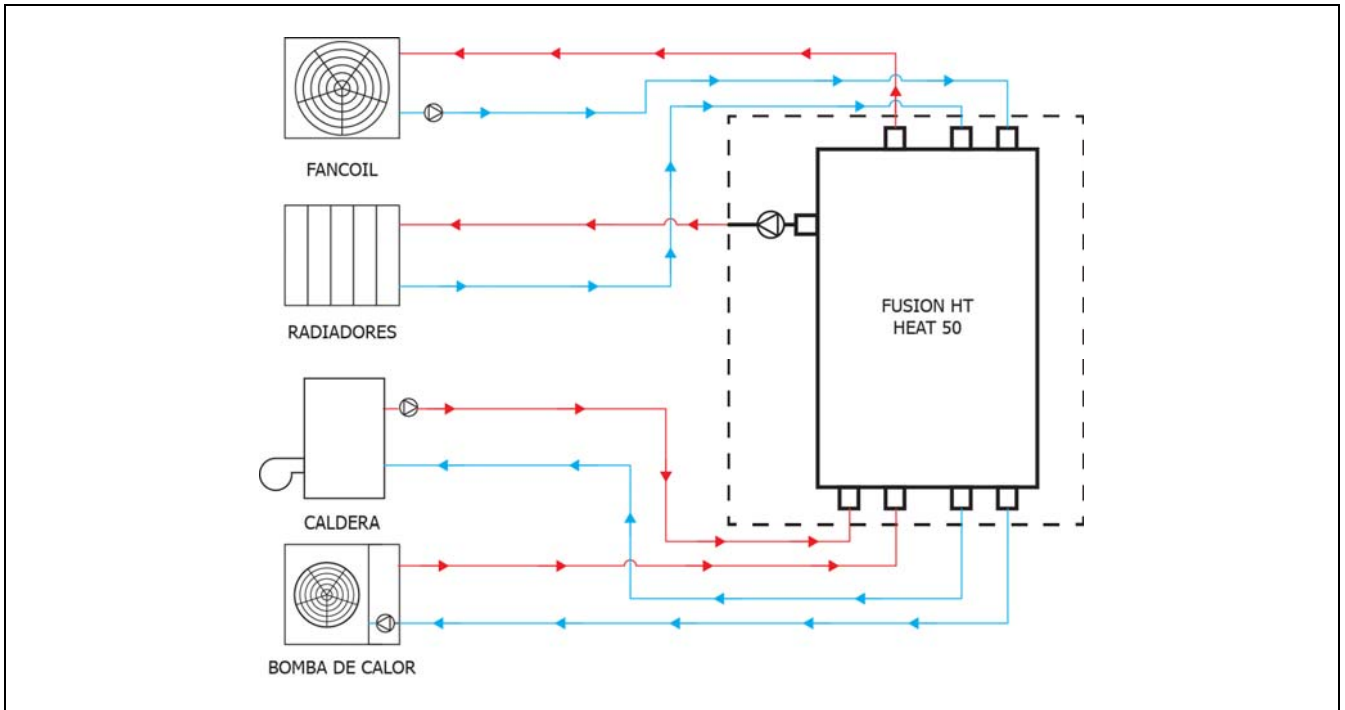 FANCOIL
RADIADORES
FUSION HT
HEAT 50
CALDERA
BOMBA DE CALOR